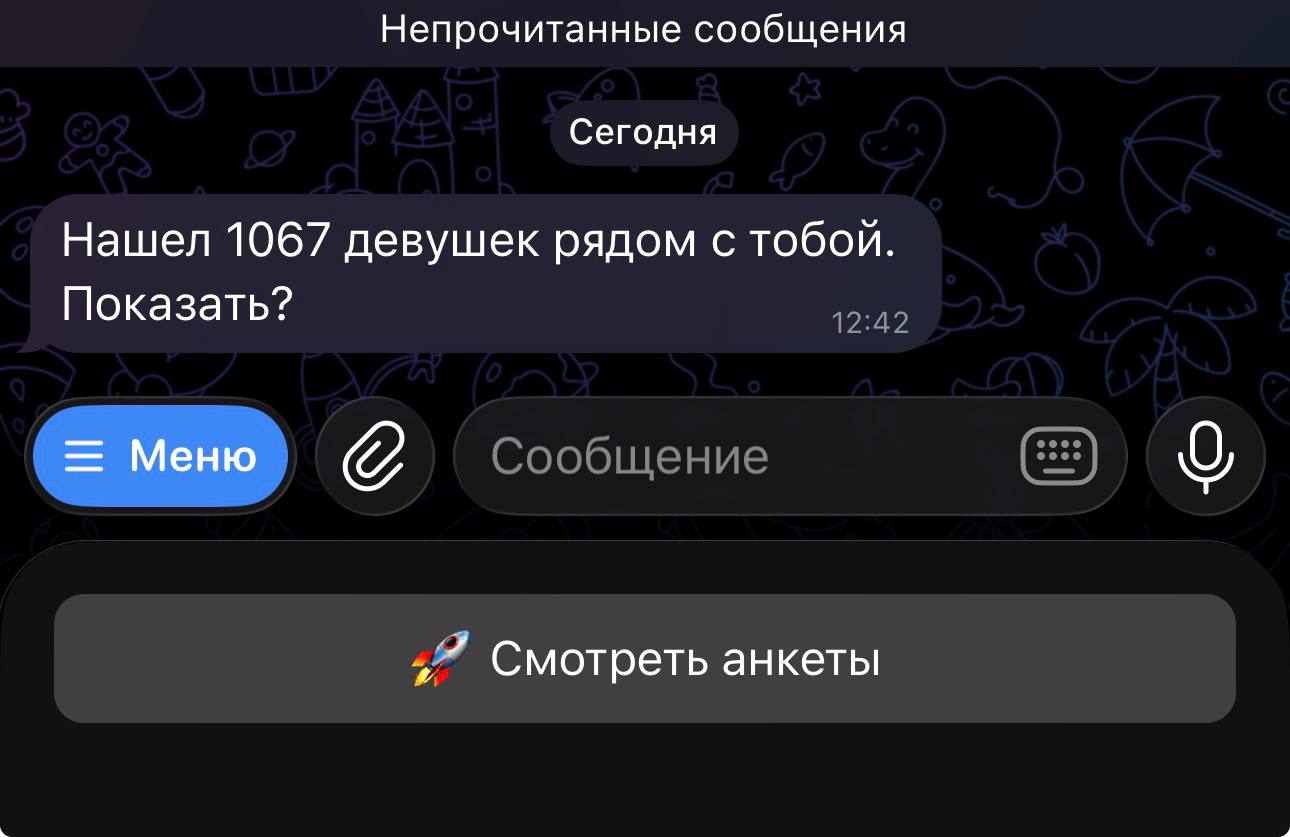 Непрочитанные сообщения
Сегодня
Нашел 1067 девушек рядом с тобой.
Показать?
12:42
Меню
Сообщение
🚀 Смотреть анкеты